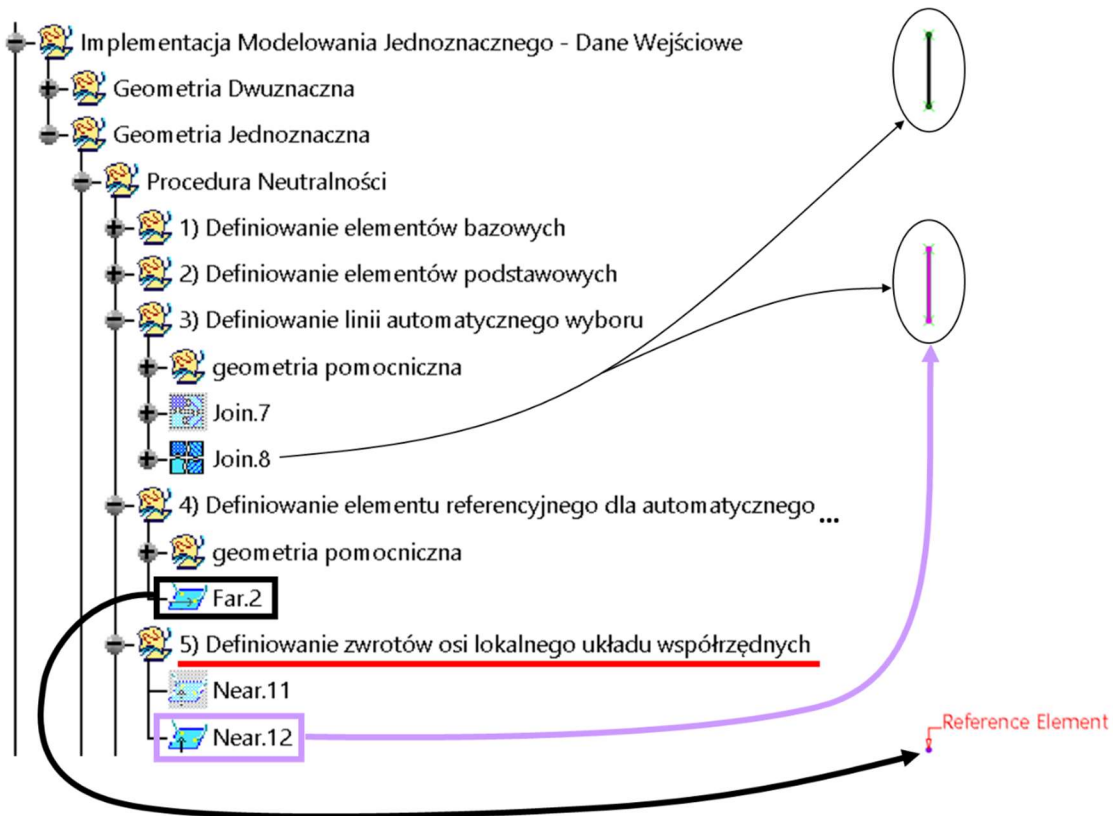 Implementacja Modelowania Jednoznacznego - Dane Wejściowe
Geometria Dwuznaczna
Geometria Jednoznaczna
Procedura Neutralności
1) Definiowanie elementów bazowych
2) Definiowanie elementów podstawowych
3) Definiowanie linii automatycznego wyboru
geometria pomocniczna
Join.7
Join.8
4) Definiowanie elementu referencyjnego dla automatycznego...
geometria pomocniczna
Far.2
5) Definiowanie zwrotów osi lokalnego układu współrzędnych
Near.11
Near.12
Reference Element